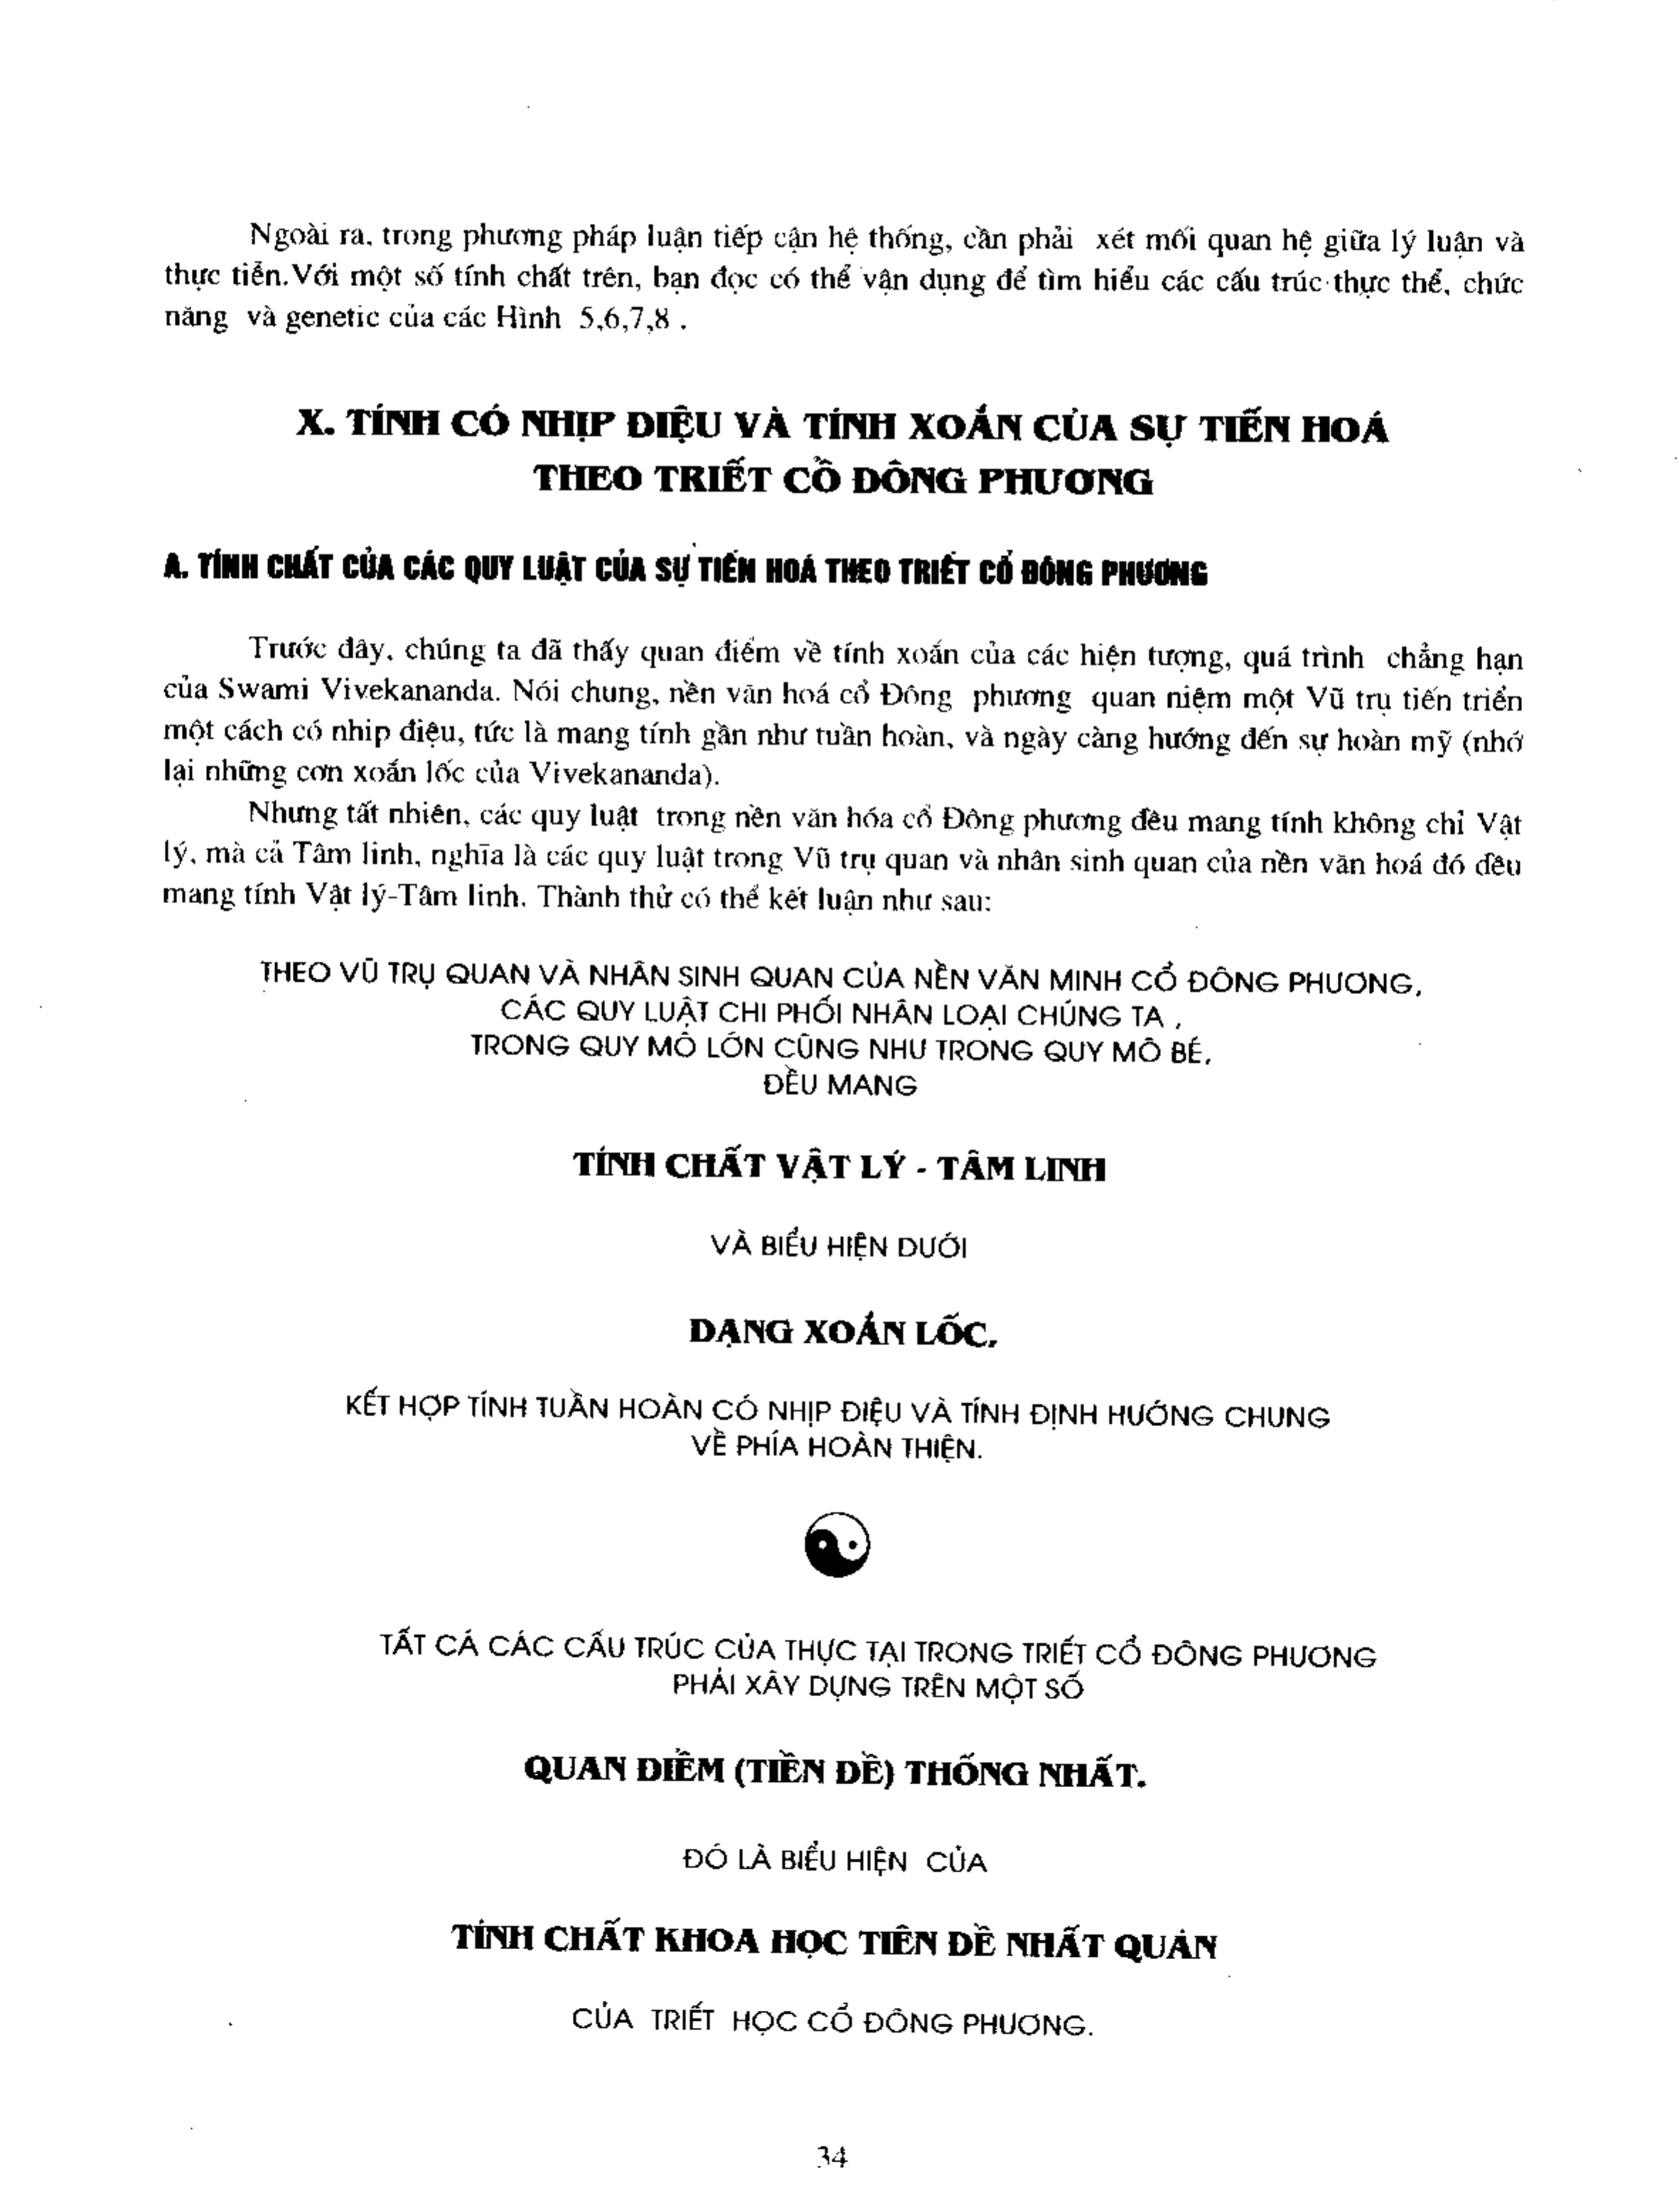 Ngoài ra, trong phương pháp luận tiếp cận hệ thống, cần phải xét mối quan hệ giữa lý luận và
thực tiễn.Với một số tính chất trên, bạn đọc có thể vận dụng để tìm hiểu các cấu trúc thực thể, chức
năng và genetic của các Hình 5,6,7,8 .
X. TÍNH CÓ NHỊP ĐIỆU VÀ TÍNH XOẮN CỦA SỰ TIẾN HOÁ
THEO TRIẾT CỔ ĐÔNG PHƯƠNG
A. TÍNH CHẤT CỦA CÁC QUY LUẬT CỦA SỰ TIẾN HOÁ THEO TRIẾT CỔ ĐÔNG PHƯƠNG
Trước đây, chúng ta đã thấy quan điểm về tính xoắn của các hiện tượng, quá trình chẳng hạn
của Swami Vivekananda. Nói chung, nền văn hoá cổ Đông phương quan niệm một Vũ trụ tiến triển
một cách có nhip điệu, tức là mang tính gần như tuần hoàn, và ngày càng hướng đến sự hoàn mỹ (nhớ
lại những cơn xoắn lốc của Vivekananda).
Nhưng tất nhiên, các quy luật trong nền văn hóa cổ Đông phương đều mang tính không chỉ Vật
lý, mà cả Tâm linh, nghĩa là các quy luật trong Vũ trụ quan và nhân sinh quan của nền văn hoá đó đều
mang tính Vật lý-Tâm linh. Thành thử có thể kết luận như sau:
THEO VŨ TRỤ QUAN VÀ NHÂN SINH QUAN CỦA NỀN VĂN MINH CỔ ĐÔNG PHƯƠNG,
CÁC QUY LUẬT CHI PHỐI NHÂN LOẠI CHÚNG TA ,
TRONG QUY MÔ LỚN CŨNG NHƯ TRONG QUY MÔ BÉ,
ĐỀU MANG
TÍNH CHẤT VẬT LÝ - TÂM LINH
VÀ BIỂU HIỆN DƯỚI
DẠNG XOẮN LỐC,
KẾT HỢP TÍNH TUẦN HOÀN CÓ NHỊP ĐIỆU VÀ TÍNH ĐỊNH HƯỚNG CHUNG
VỀ PHÍA HOÀN THIỆN.
TẤT CẢ CÁC CẤU TRÚC CỦA THỰC TẠI TRONG TRIẾT CỔ ĐÔNG PHƯƠNG
PHẢI XÂY DỰNG TRÊN MỘT SỐ
QUAN ĐIỂM (TIỀN ĐỀ) THỐNG NHẤT.
ĐÓ LÀ BIỂU HIỆN CỦA
TÍNH CHẤT KHOA HỌC TIÊN ĐỀ NHẤT QUÁN
CỦA TRIẾT HỌC CỔ ĐÔNG PHƯƠNG.
34